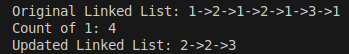 Original Linked List: 1->2->1->2->1->3->1
Count of 1: 4
Updated Linked List: 2->2->3